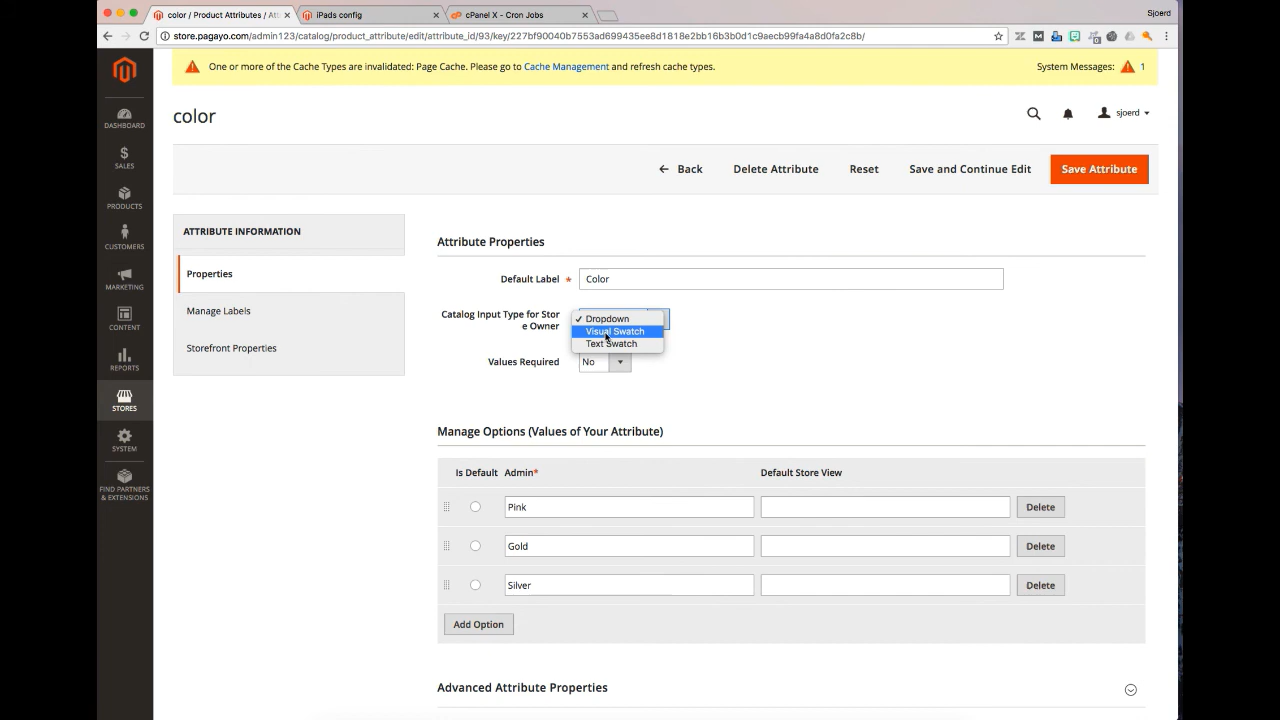 color / Product Attributes / Att
iPads config
cPanel X - Cron Jobs
Sjoerd
store.pagayo.com/admin123/catalog/product_attribute/edit/attribute_id/93/key/227bf90040b7553ad699435e8d1818e2bb16b3b0d1c9aecb99fa4a8d0fa2c8b/
One or more of the Cache Types are invalidated: Page Cache. Please go to Cache Management and refresh cache types.
System Messages: 1
color
sjoerd
Back
Delete Attribute
Reset
Save and Continue Edit
Save Attribute
DASHBOARD
SALES
PRODUCTS
CUSTOMERS
MARKETING
CONTENT
REPORTS
STORES
SYSTEM
FIND PARTNERS
& EXTENSIONS
ATTRIBUTE INFORMATION
Properties
Manage Labels
Storefront Properties
Attribute Properties
Default Label * Color
Catalog Input Type for Stor
e Owner
✓ Dropdown
Visual Swatch
Text Swatch
Values Required No
Manage Options (Values of Your Attribute)
Is Default Admin* Default Store View
Pink Delete
Gold Delete
Silver Delete
Add Option
Advanced Attribute Properties